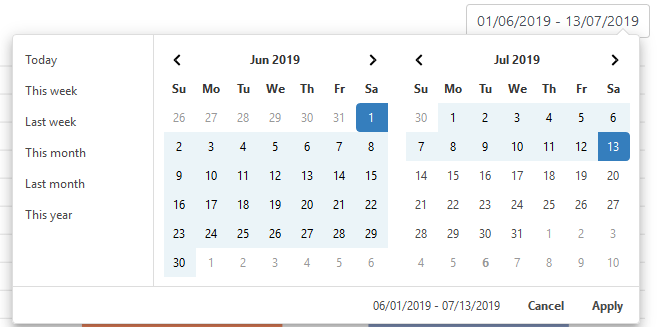 01/06/2019 - 13/07/2019
Today
This week
Last week
This month
Last month
This year
Jun 2019
Su Mo Tu We Th Fr Sa
26 27 28 29 30 31 1
2 3 4 5 6 7 8
9 10 11 12 13 14 15
16 17 18 19 20 21 22
23 24 25 26 27 28 29
30 1 2 3 4 5 6
Jul 2019
Su Mo Tu We Th Fr Sa
30 1 2 3 4 5 6
7 8 9 10 11 12 13
14 15 16 17 18 19 20
21 22 23 24 25 26 27
28 29 30 31 1 2 3
4 5 6 7 8 9 10
06/01/2019 - 07/13/2019 Cancel Apply